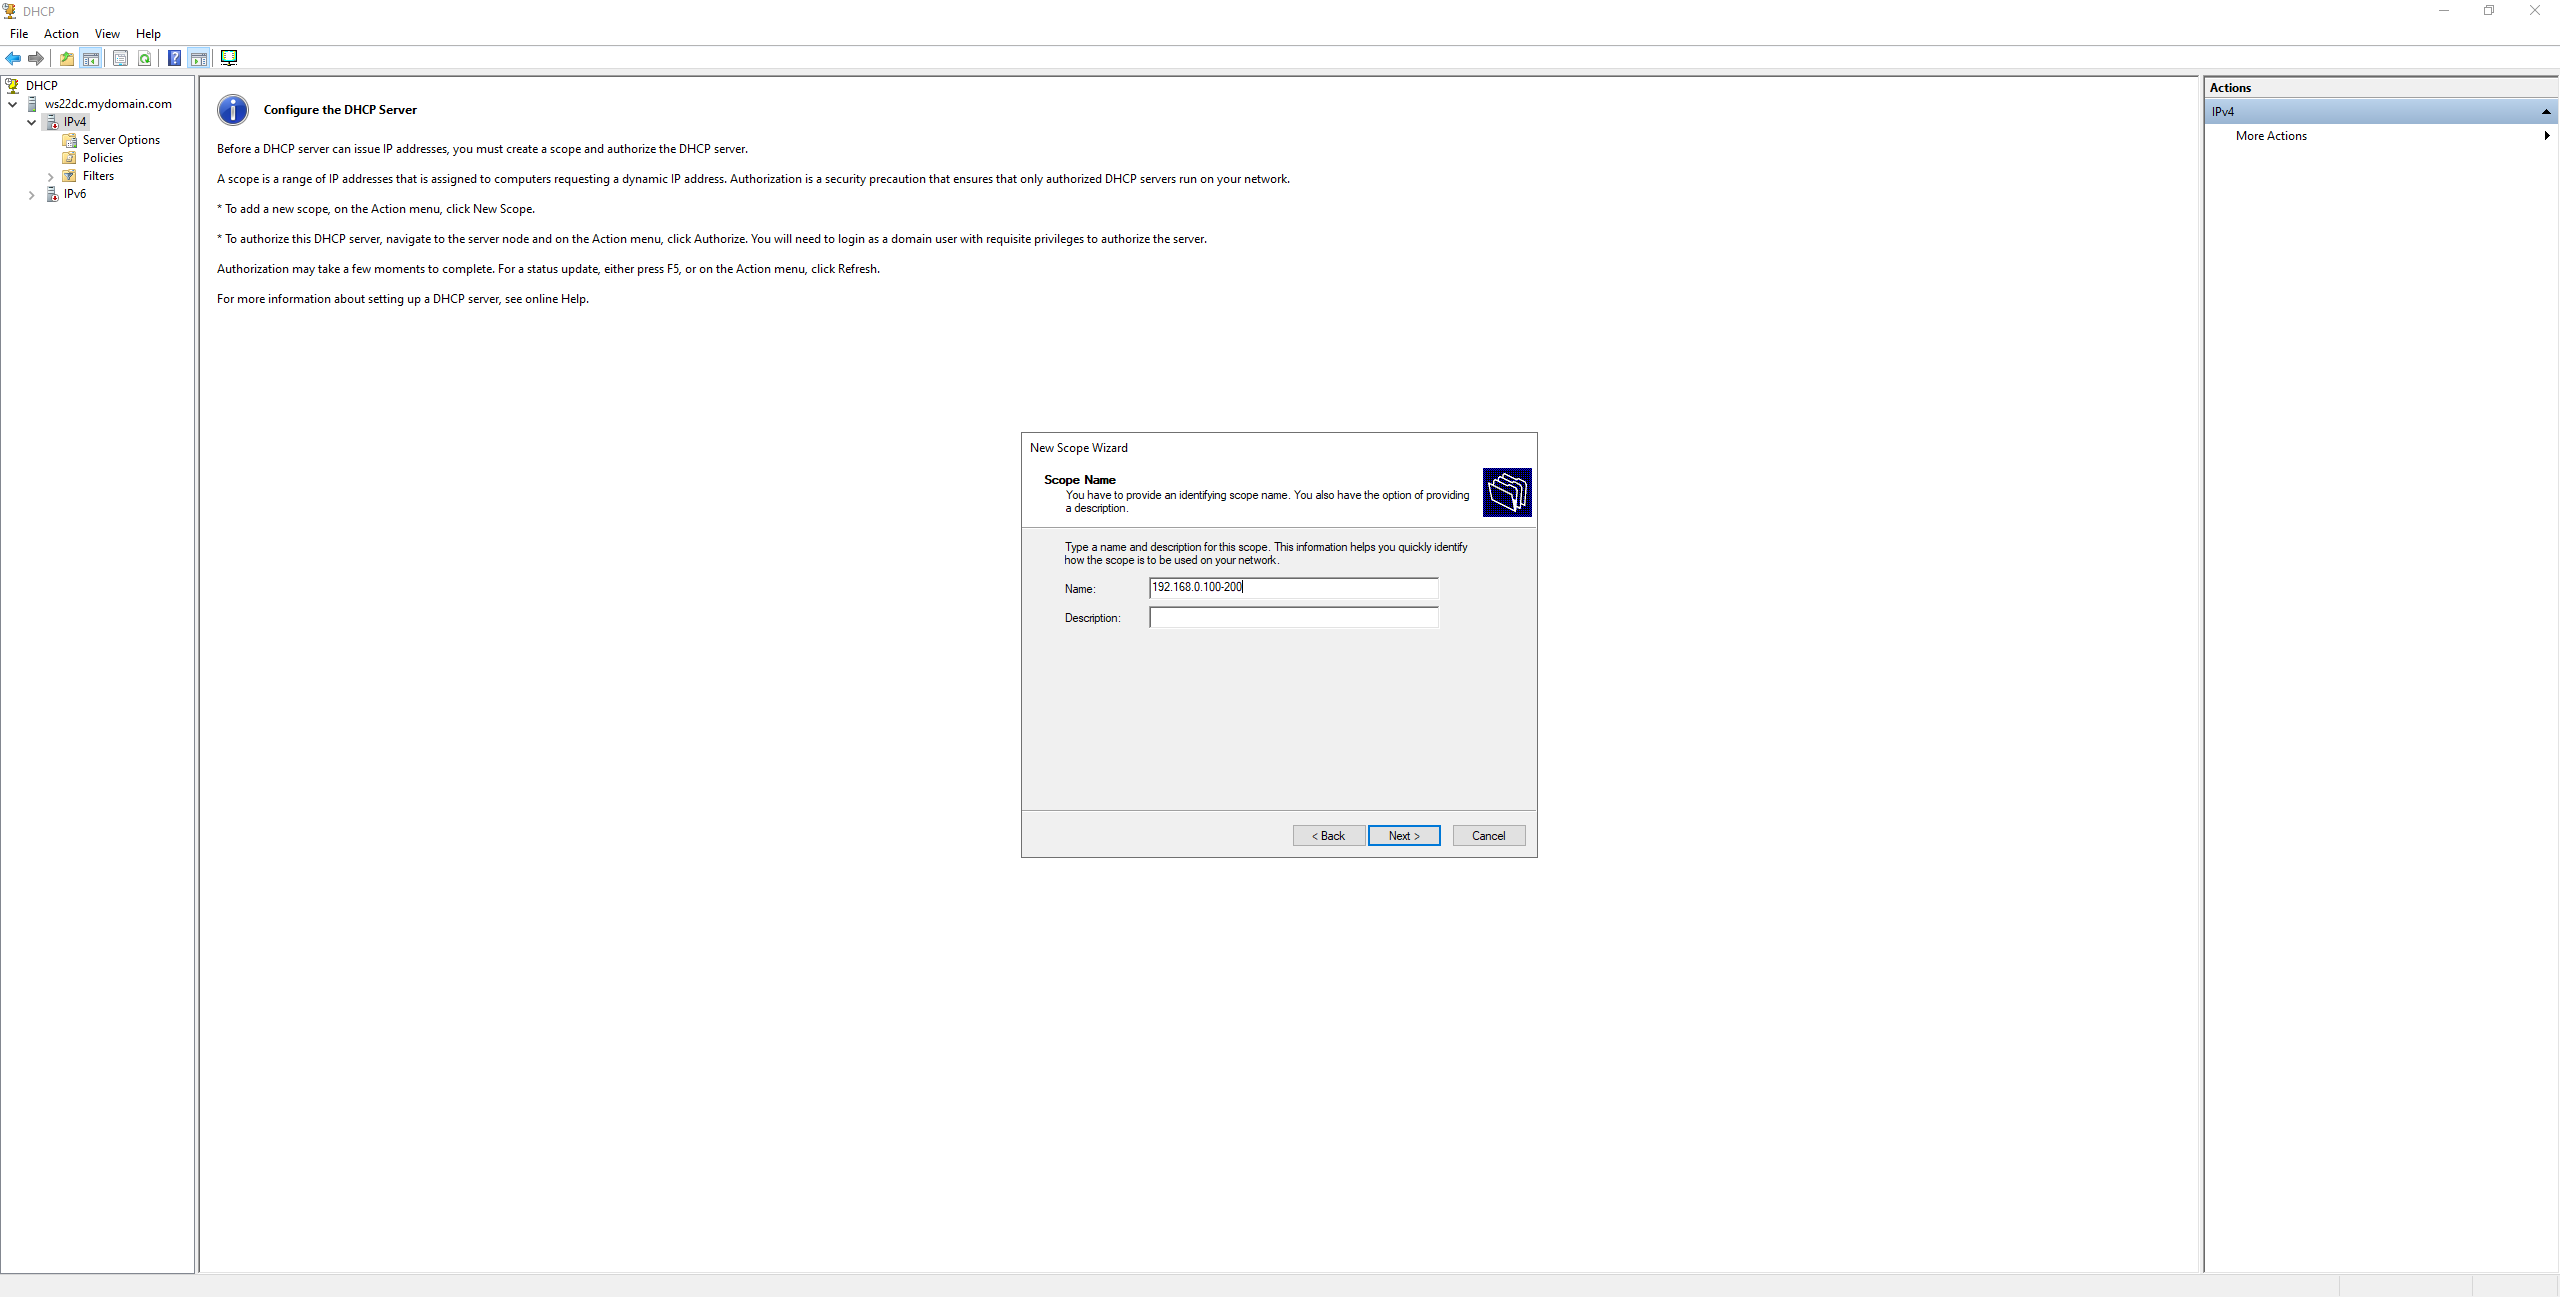 DHCP
File Action View Help
DHCP
ws22dc.mydomain.com
IPv4
Server Options
Policies
Filters
IPv6
Configure the DHCP Server
Before a DHCP server can issue IP addresses, you must create a scope and authorize the DHCP server.
A scope is a range of IP addresses that is assigned to computers requesting a dynamic IP address. Authorization is a security precaution that ensures that only authorized DHCP servers run on your network.
* To add a new scope, on the Action menu, click New Scope.
* To authorize this DHCP server, navigate to the server node and on the Action menu, click Authorize. You will need to login as a domain user with requisite privileges to authorize the server.
Authorization may take a few moments to complete. For a status update, either press F5, or on the Action menu, click Refresh.
For more information about setting up a DHCP server, see online Help.
New Scope Wizard
Scope Name
You have to provide an identifying scope name. You also have the option of providing
a description.
Type a name and description for this scope. This information helps you quickly identify
how the scope is to be used on your network.
Name: 192.168.0.100-200
Description:
< Back Next > Cancel
Actions
IPv4
More Actions